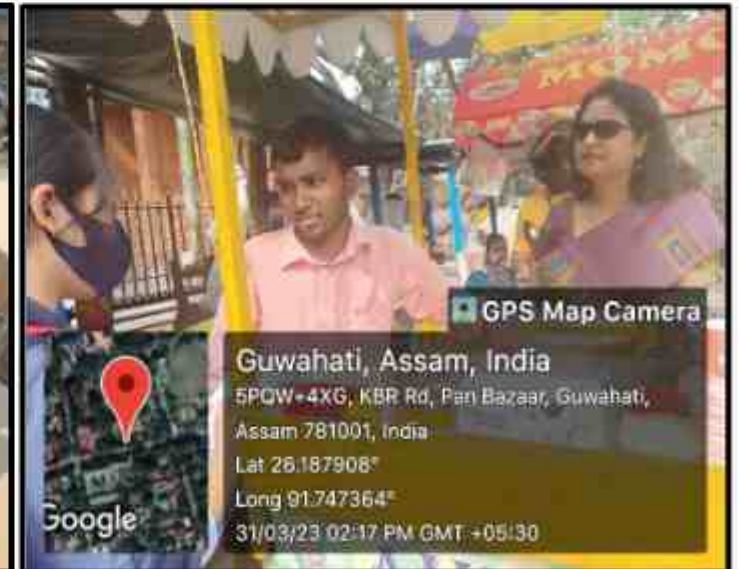 MOMO
GPS Map Camera
Guwahati, Assam, India
5PQW+4XG, KBR Rd, Pan Bazaar, Guwahati,
Assam 781001, India
Lat 26.187908°
Long 91.747364°
31/03/23 02:17 PM GMT +05:30
Google